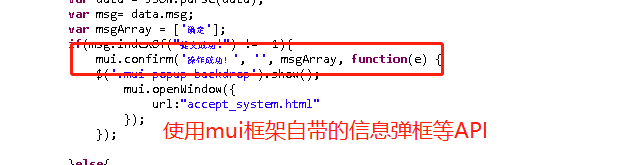 data = JSON.parse(data);
var msg= data.msg;
var msgArray = ['确定'];
if(msg.indexOf("提交成功!") != -1){
mui.confirm('操作成功! ', '', msgArray, function(e) {
$('.mui-popup-backdrop').show();
mui.openWindow({
url:"accept_system.html"
});
});
使用mui框架自带的信息弹框等API
}else{